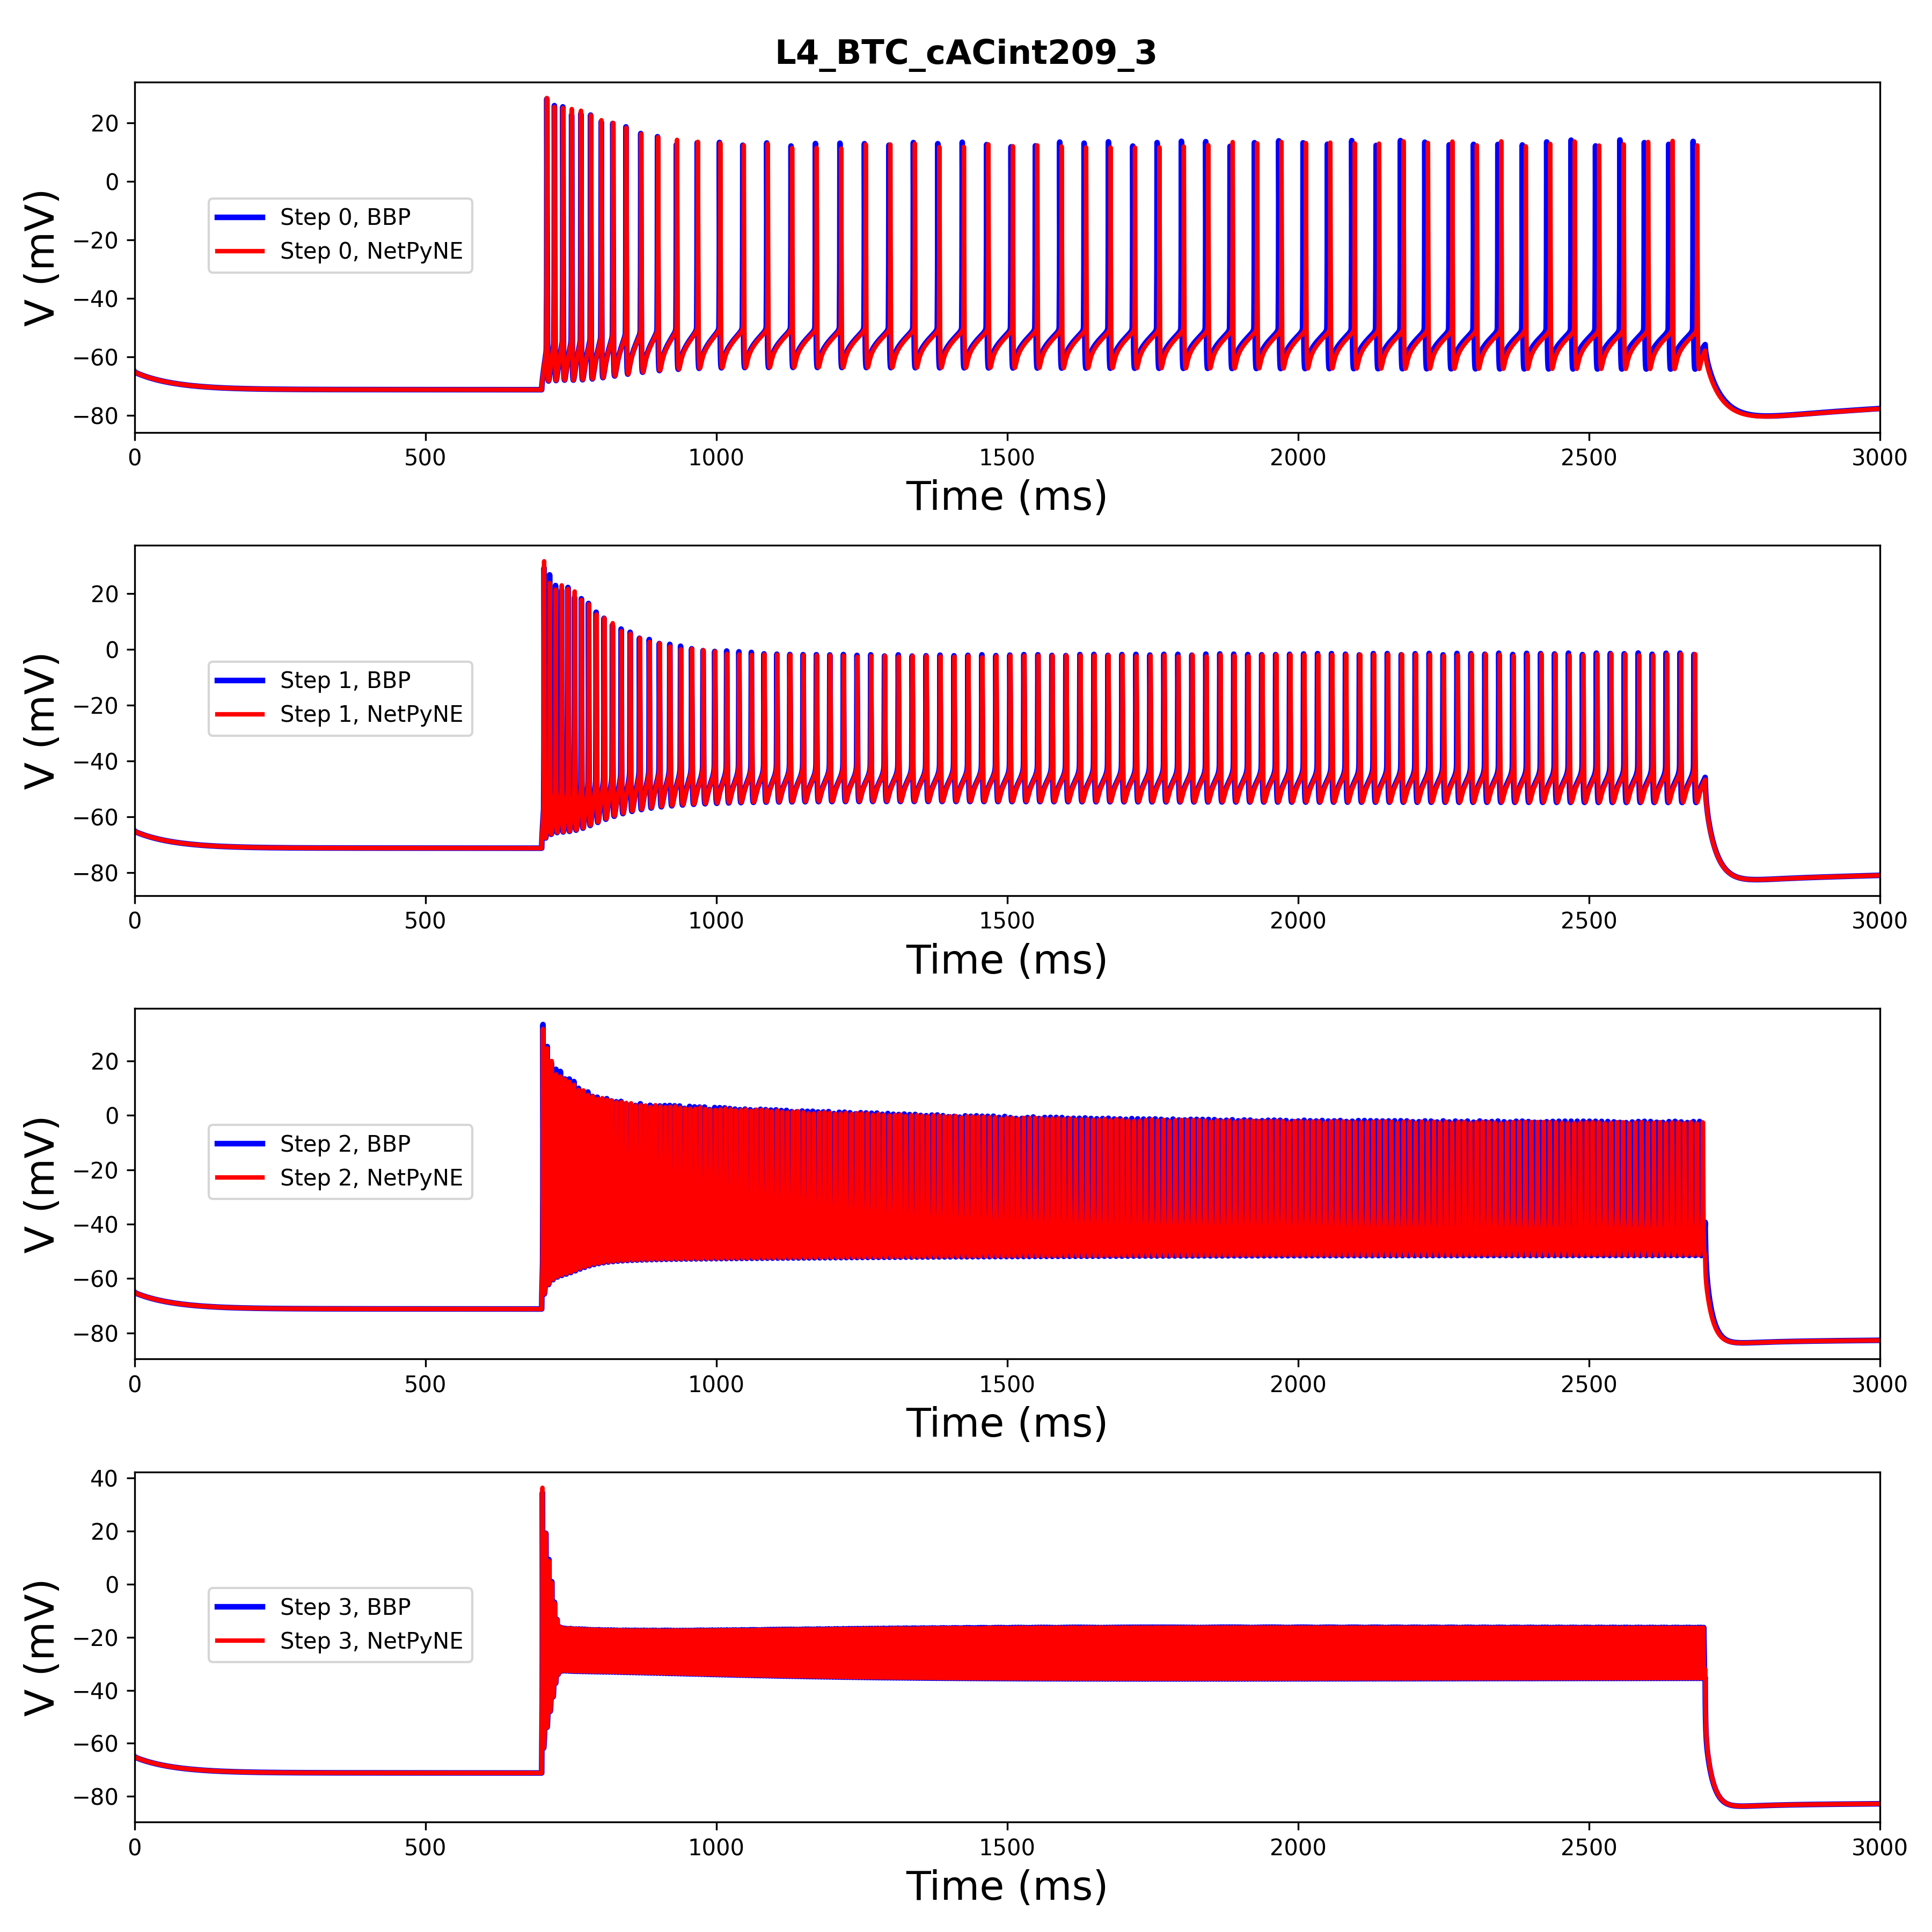 L4_BTC_cACint209_3
20
0
−20
−40
−60
−80
V (mV)
Step 0, BBP
Step 0, NetPyNE
0 500 1000 1500 2000 2500 3000
Time (ms)
20
0
−20
−40
−60
−80
V (mV)
Step 1, BBP
Step 1, NetPyNE
0 500 1000 1500 2000 2500 3000
Time (ms)
20
0
−20
−40
−60
−80
V (mV)
Step 2, BBP
Step 2, NetPyNE
0 500 1000 1500 2000 2500 3000
Time (ms)
40
20
0
−20
−40
−60
−80
V (mV)
Step 3, BBP
Step 3, NetPyNE
0 500 1000 1500 2000 2500 3000
Time (ms)